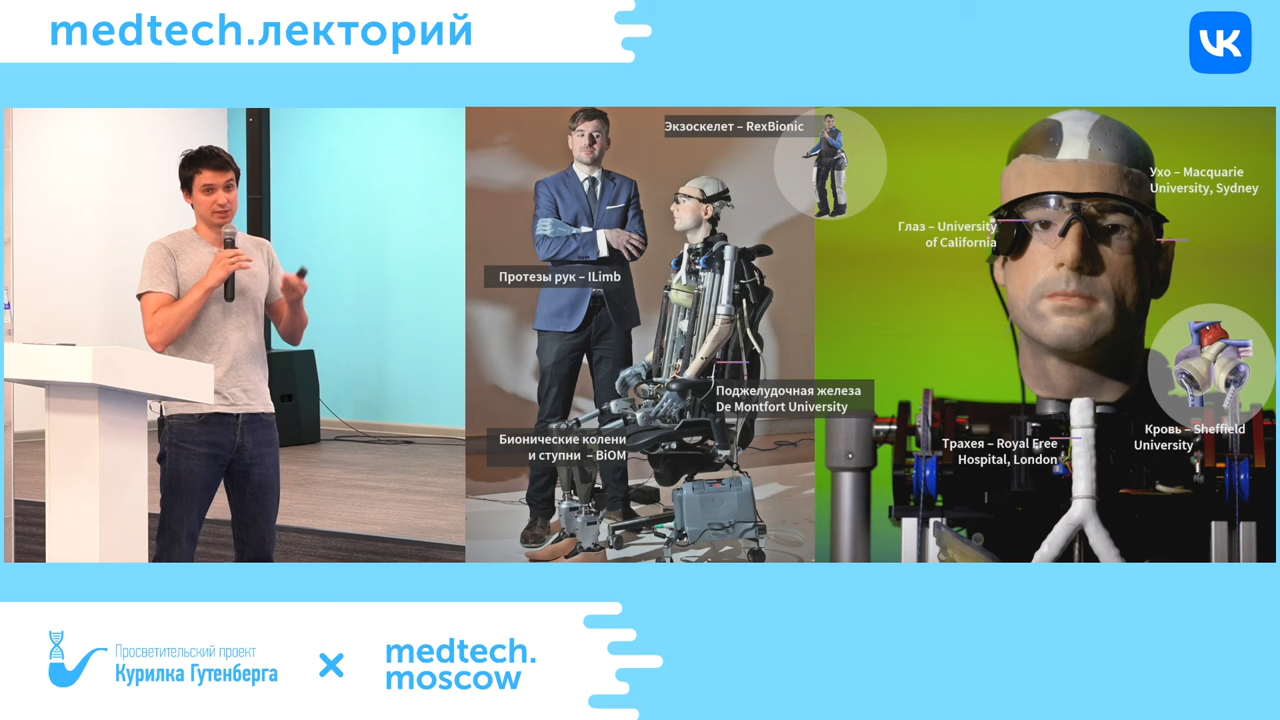 medtech.лекторий
VK
Экзоскелет – RexBionic
Протезы рук – ILimb
Поджелудочная железа
De Montfort University
Бионические колени
и ступни – BiOM
Ухо – Macquarie
University, Sydney
Глаз – University
of California
Трахея – Royal Free
Hospital, London
Кровь – Sheffield
University
Просветительский проект
Курилка Гутенберга
×
medtech.
moscow